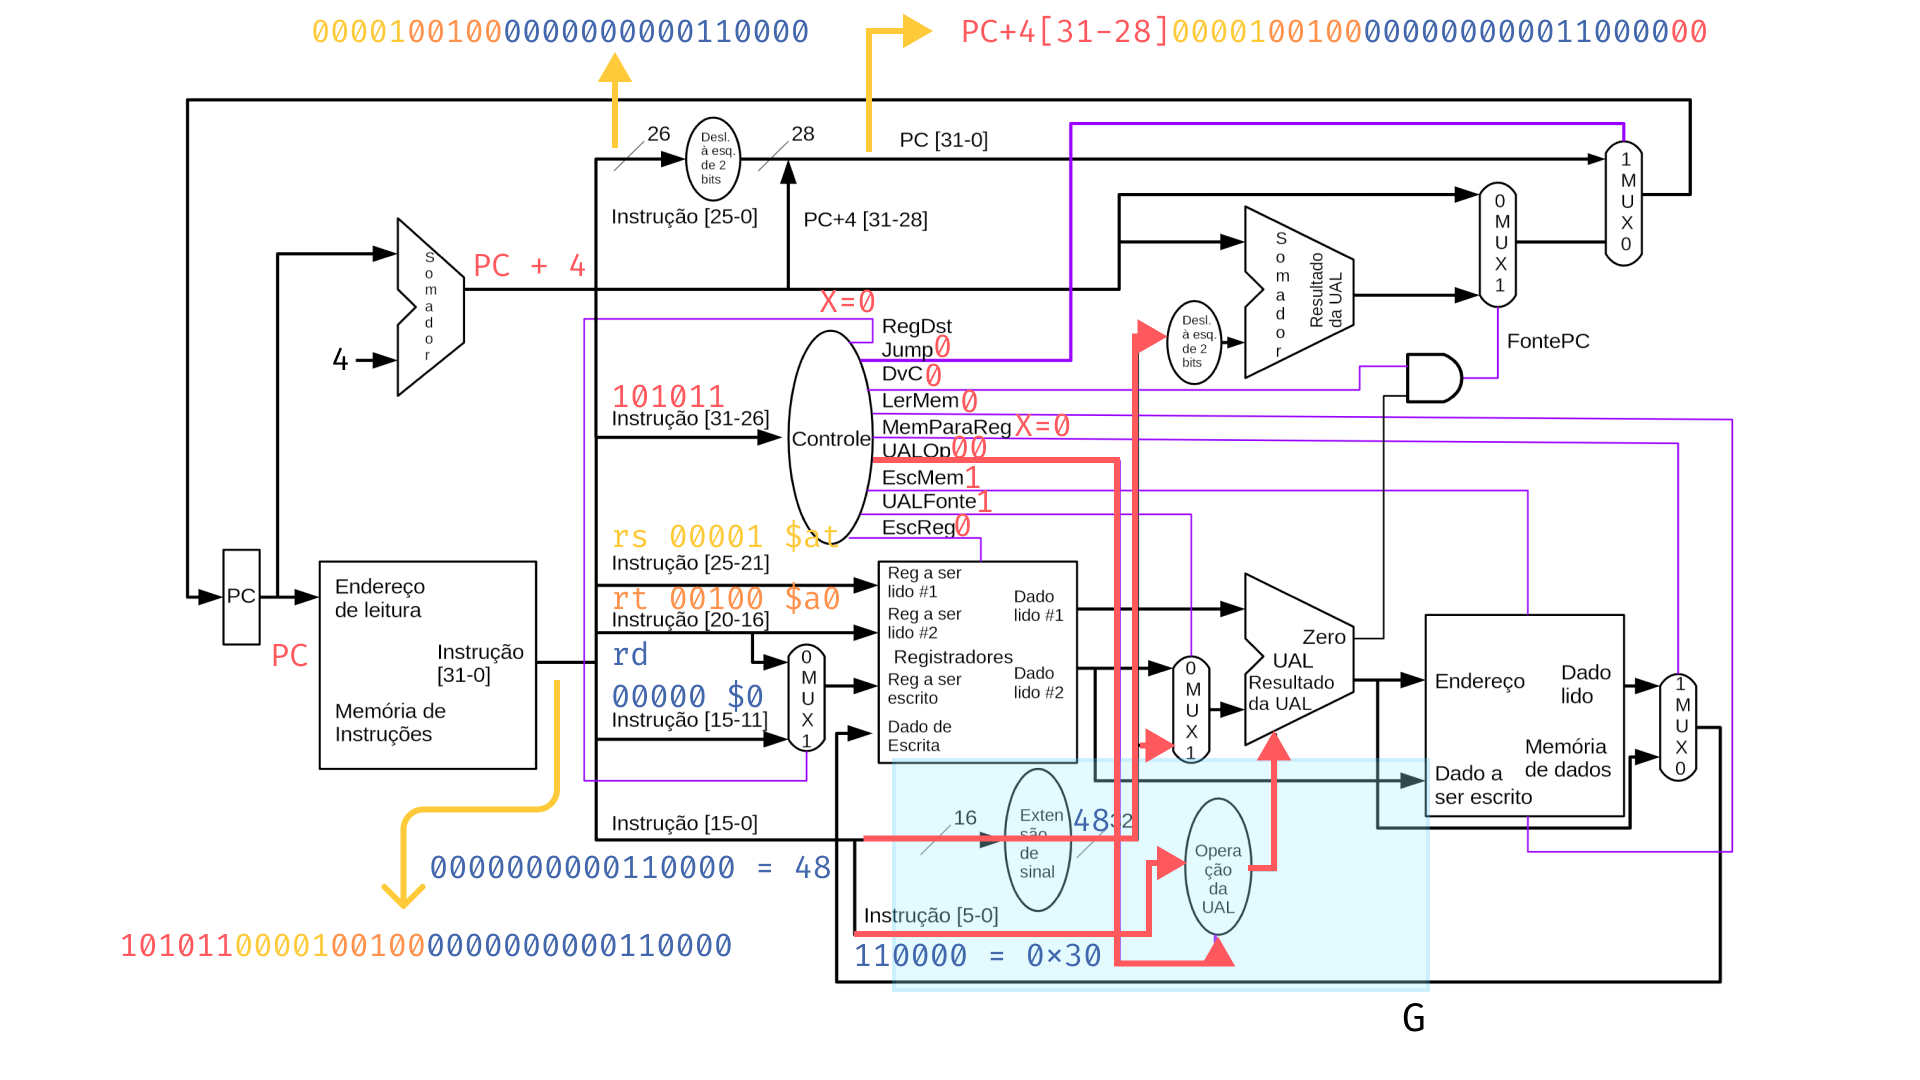 00001001000000000000110000
PC+4[31-28]0000100100000000000011000000
26
Desl.
à esq.
de 2
bits
28
PC [31-0]
Instrução [25-0]
PC+4 [31-28]
1
M
U
X
0
0
M
U
X
1
Somador
PC + 4
4
Somador
Resultado
da UAL
Desl.
à esq.
de 2
bits
FontePC
X=0
RegDst
Jump 0
DvC 0
LerMem 0
MemParaReg X=0
UALOp 00
EscMem 1
UALFonte 1
EscReg 0
101011
Instrução [31-26]
Controle
rs 00001 $at
Instrução [25-21]
rt 00100 $a0
Instrução [20-16]
rd
00000 $0
Instrução [15-11]
PC
PC
Endereço
de leitura
Instrução
[31-0]
Memória de
Instruções
0
M
U
X
1
Reg a ser
lido #1
Reg a ser
lido #2
Registradores
Reg a ser
escrito
Dado de
Escrita
Dado
lido #1
Dado
lido #2
0
M
U
X
1
Zero
UAL
Resultado
da UAL
Endereço
Dado
lido
Memória
de dados
Dado a
ser escrito
1
M
U
X
0
Instrução [15-0]
16
Exten
são
de
sinal
48
32
Opera
ção
da
UAL
0000000000110000 = 48
Instrução [5-0]
110000 = 0×30
10101100001001000000000000110000
G